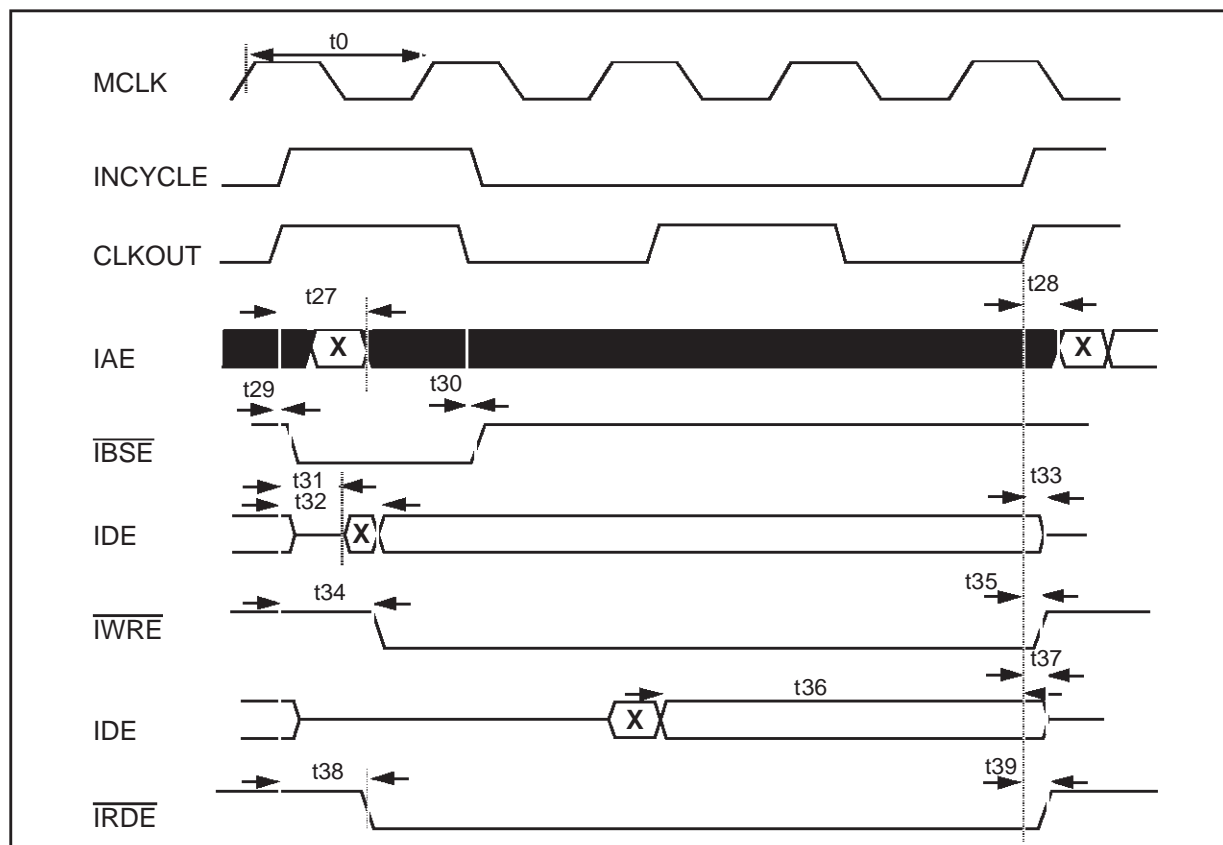 t0
MCLK
INCYCLE
CLKOUT
t27
t28
IAE
X
X
t29
t30
IBSE
t31
t33
t32
IDE
X
t34
t35
IWRE
t37
t36
IDE
X
t38
t39
IRDE